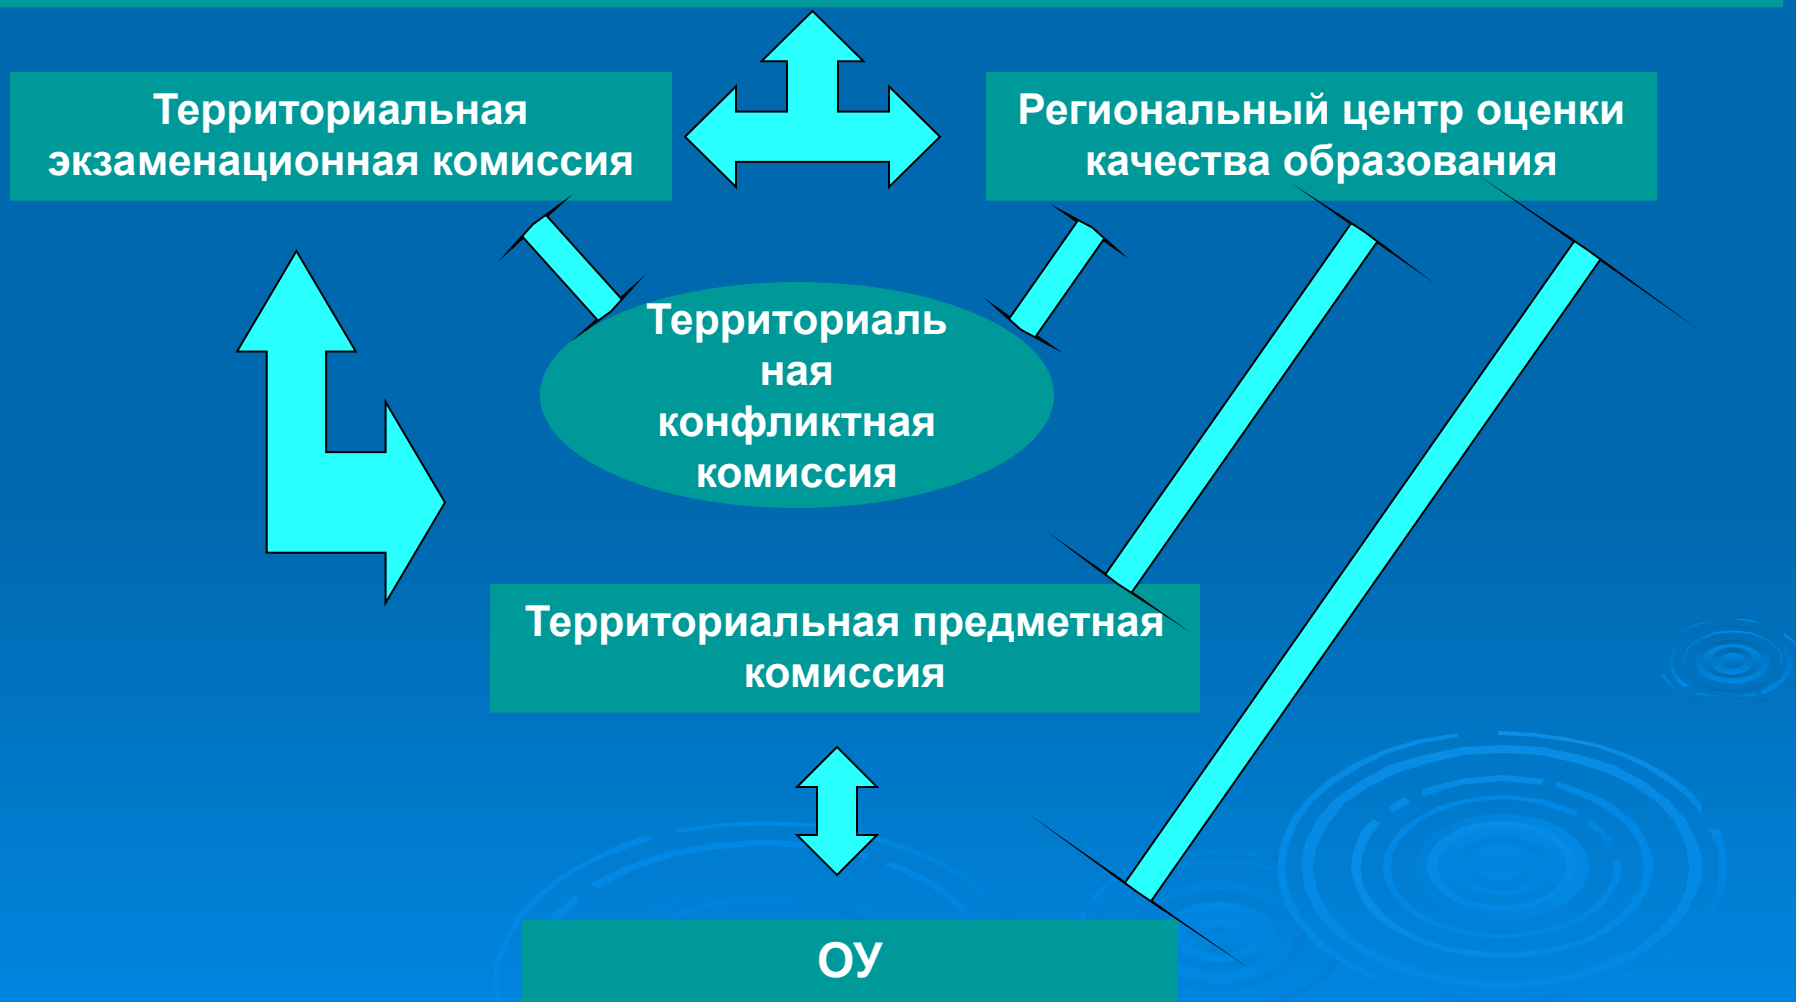 Территориальная
экзаменационная комиссия
Региональный центр оценки
качества образования
Территориаль
ная
конфликтная
комиссия
Территориальная предметная
комиссия
ОУ